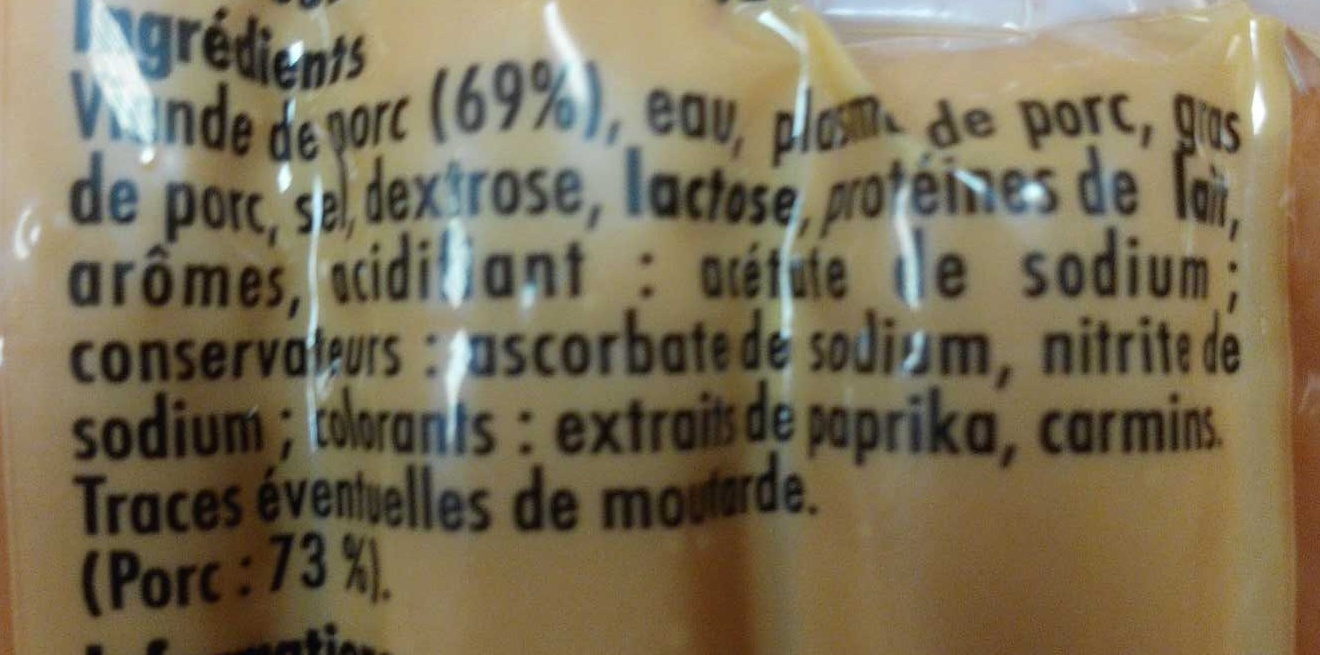 Ingrédients
Viande de porc (69%), eau, plasma de porc, gras
de porc, sel, dextrose, lactose, protéines de lait,
arômes, acidifiant : acétate de sodium ;
conservateurs : ascorbate de sodium, nitrite de
sodium ; colorants : extraits de paprika, carmins.
Traces éventuelles de moutarde.
(Porc : 73 %).